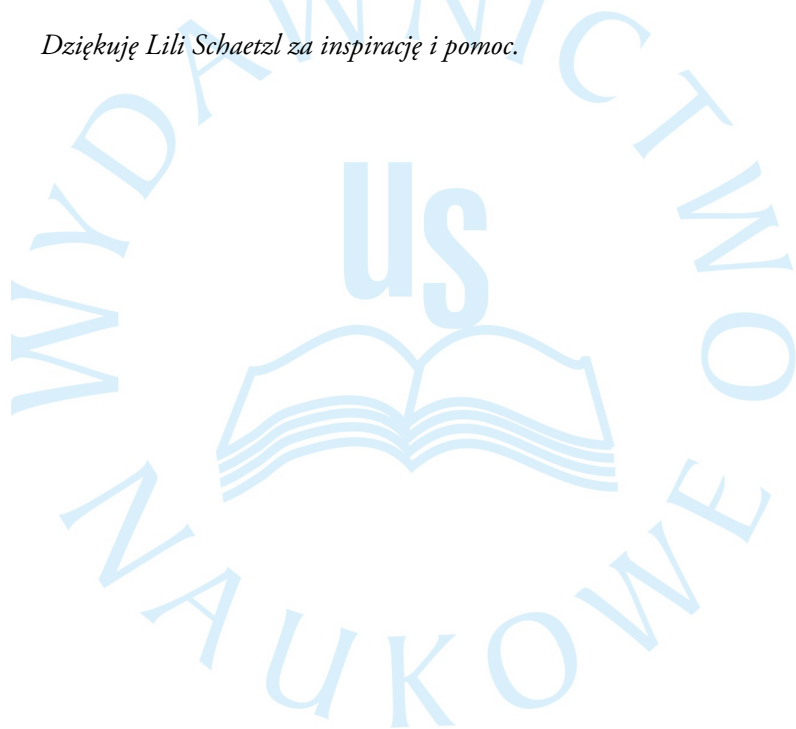 Dziękuję Lili Schaetzl za inspirację i pomoc.
WYDAWNICTWO
us
NAUKOWE